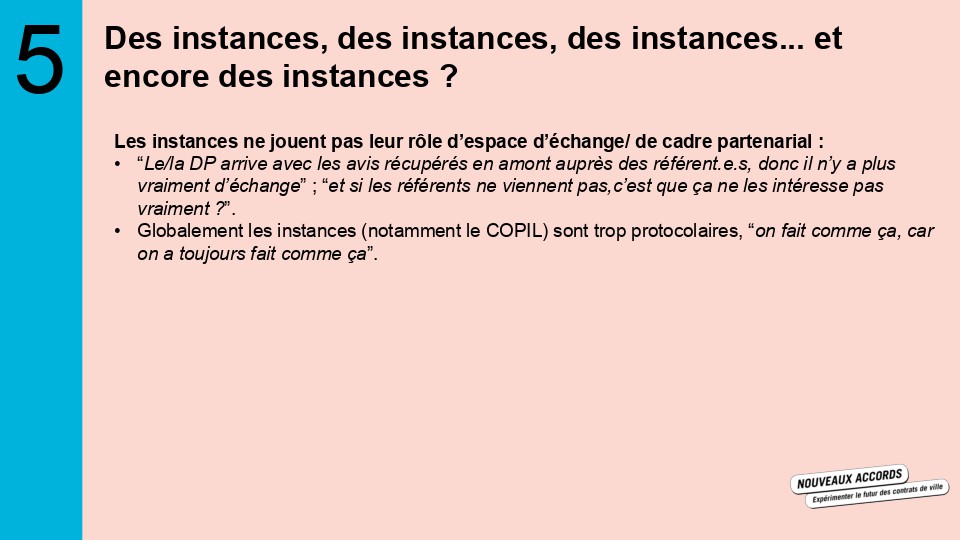 5
Des instances, des instances, des instances... et
encore des instances ?
Les instances ne jouent pas leur rôle d’espace d’échange/ de cadre partenarial :
• “Le/la DP arrive avec les avis récupérés en amont auprès des référent.e.s, donc il n’y a plus
vraiment d’échange” ; “et si les référents ne viennent pas,c’est que ça ne les intéresse pas
vraiment ?”.
• Globalement les instances (notamment le COPIL) sont trop protocolaires, “on fait comme ça, car
on a toujours fait comme ça”.
NOUVEAUX ACCORDS
Expérimenter le futur des contrats de ville